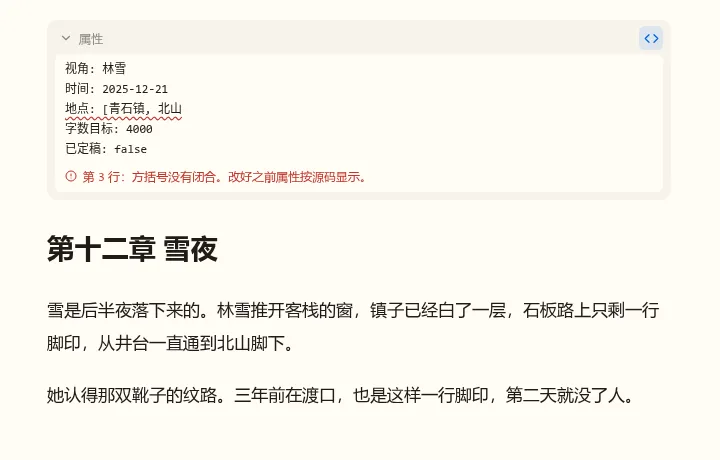 属性
视角: 林雪
时间: 2025-12-21
地点: [青石镇, 北山
字数目标: 4000
已定稿: false
第 3 行：方括号没有闭合。改好之前属性按源码显示。
第十二章 雪夜
雪是后半夜落下来的。林雪推开客栈的窗，镇子已经白了一层，石板路上只剩一行
脚印，从井台一直通到北山脚下。
她认得那双靴子的纹路。三年前在渡口，也是这样一行脚印，第二天就没了人。